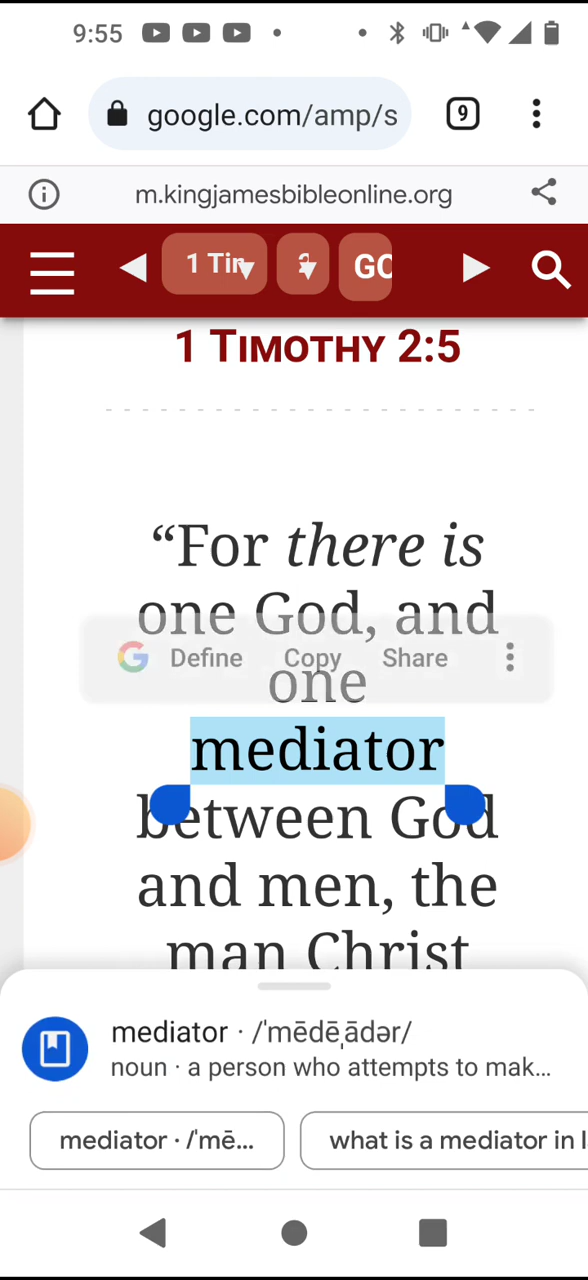 9:55
9
google.com/amp/s
m.kingjamesbibleonline.org
1 Tim
2
GO
1 Timothy 2:5
“For there is
one God, and
Define Copy Share
one
mediator
between God
and men, the
man Christ
mediator · /ˈmēdēˌādər/
noun · a person who attempts to mak...
mediator · /ˈmē...
what is a mediator in l